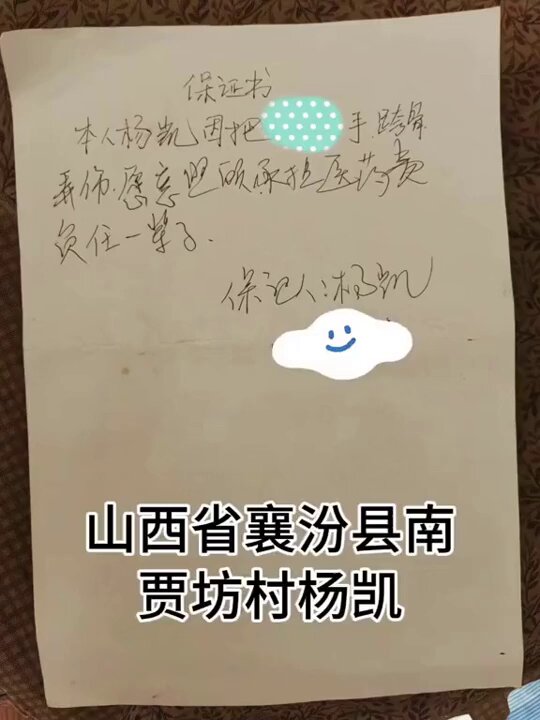 保证书
本人杨凯因把 手.跨骨
弄伤.愿意照顾承担医药费
负任一辈子.
保证人:杨凯
山西省襄汾县南
贾坊村杨凯